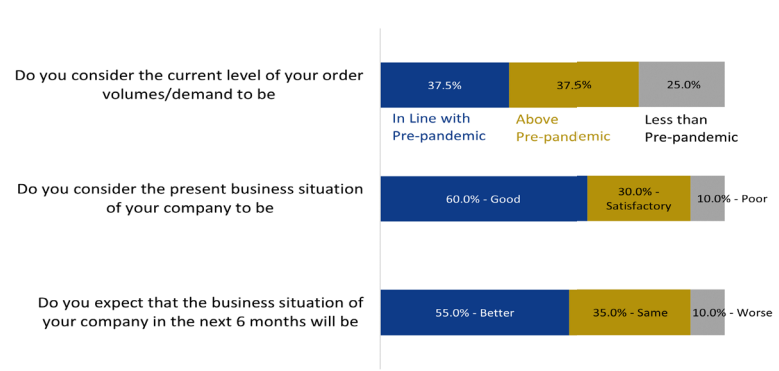 Do you consider the current level of your order
volumes/demand to be
37.5%
37.5%
25.0%
In Line with
Pre-pandemic
Above
Pre-pandemic
Less than
Pre-pandemic
Do you consider the present business situation
of your company to be
60.0% - Good
30.0% -
Satisfactory
10.0% - Poor
Do you expect that the business situation of
your company in the next 6 months will be
55.0% - Better
35.0% - Same
10.0% - Worse